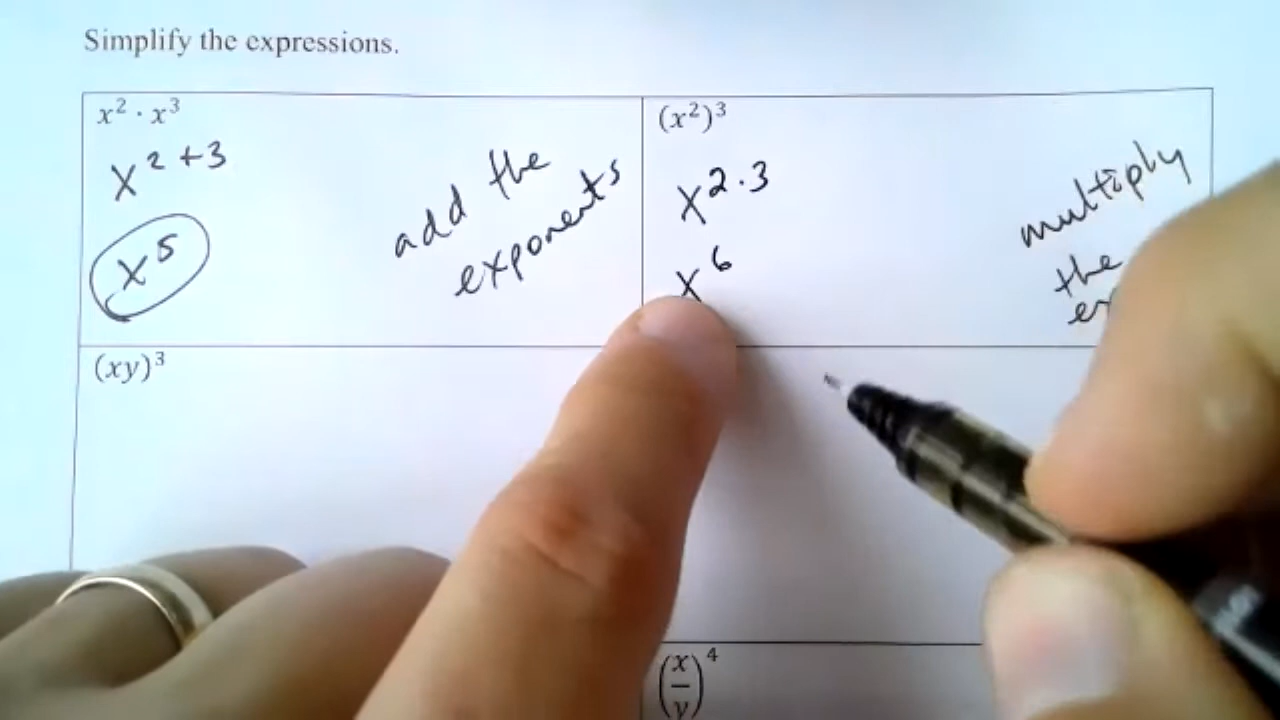 Simplify the expressions.
x² · x³
x²⁺³
x⁵
add the
exponents
(x²)³
x²·³
x⁶
multiply
the
(xy)³
(x/y)⁴